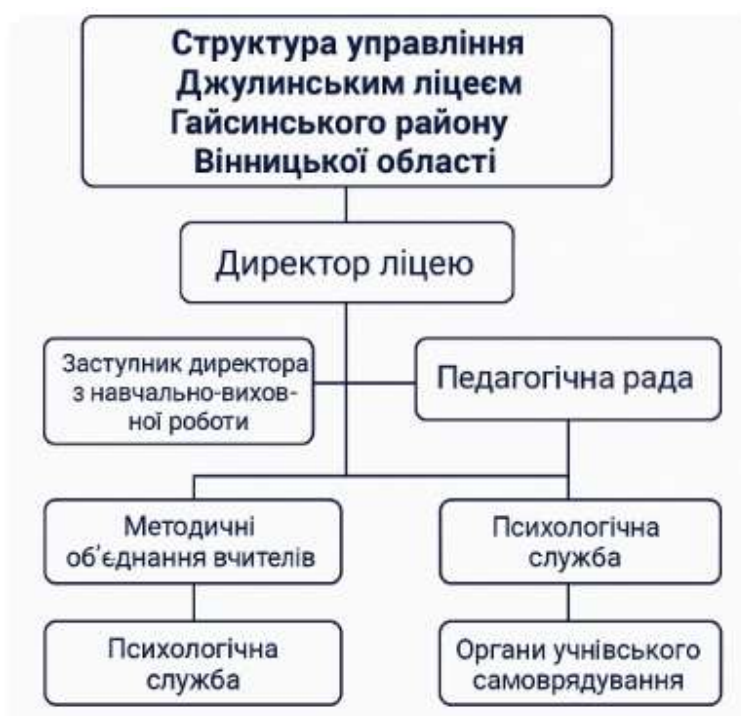 Структура управління
Джулинським ліцеєм
Гайсинського району
Вінницької області
Директор ліцею
Заступник директора
з навчально-вихов-
ної роботи
Педагогічна рада
Методичні
об’єднання вчителів
Психологічна
служба
Психологічна
служба
Органи учнівського
самоврядування